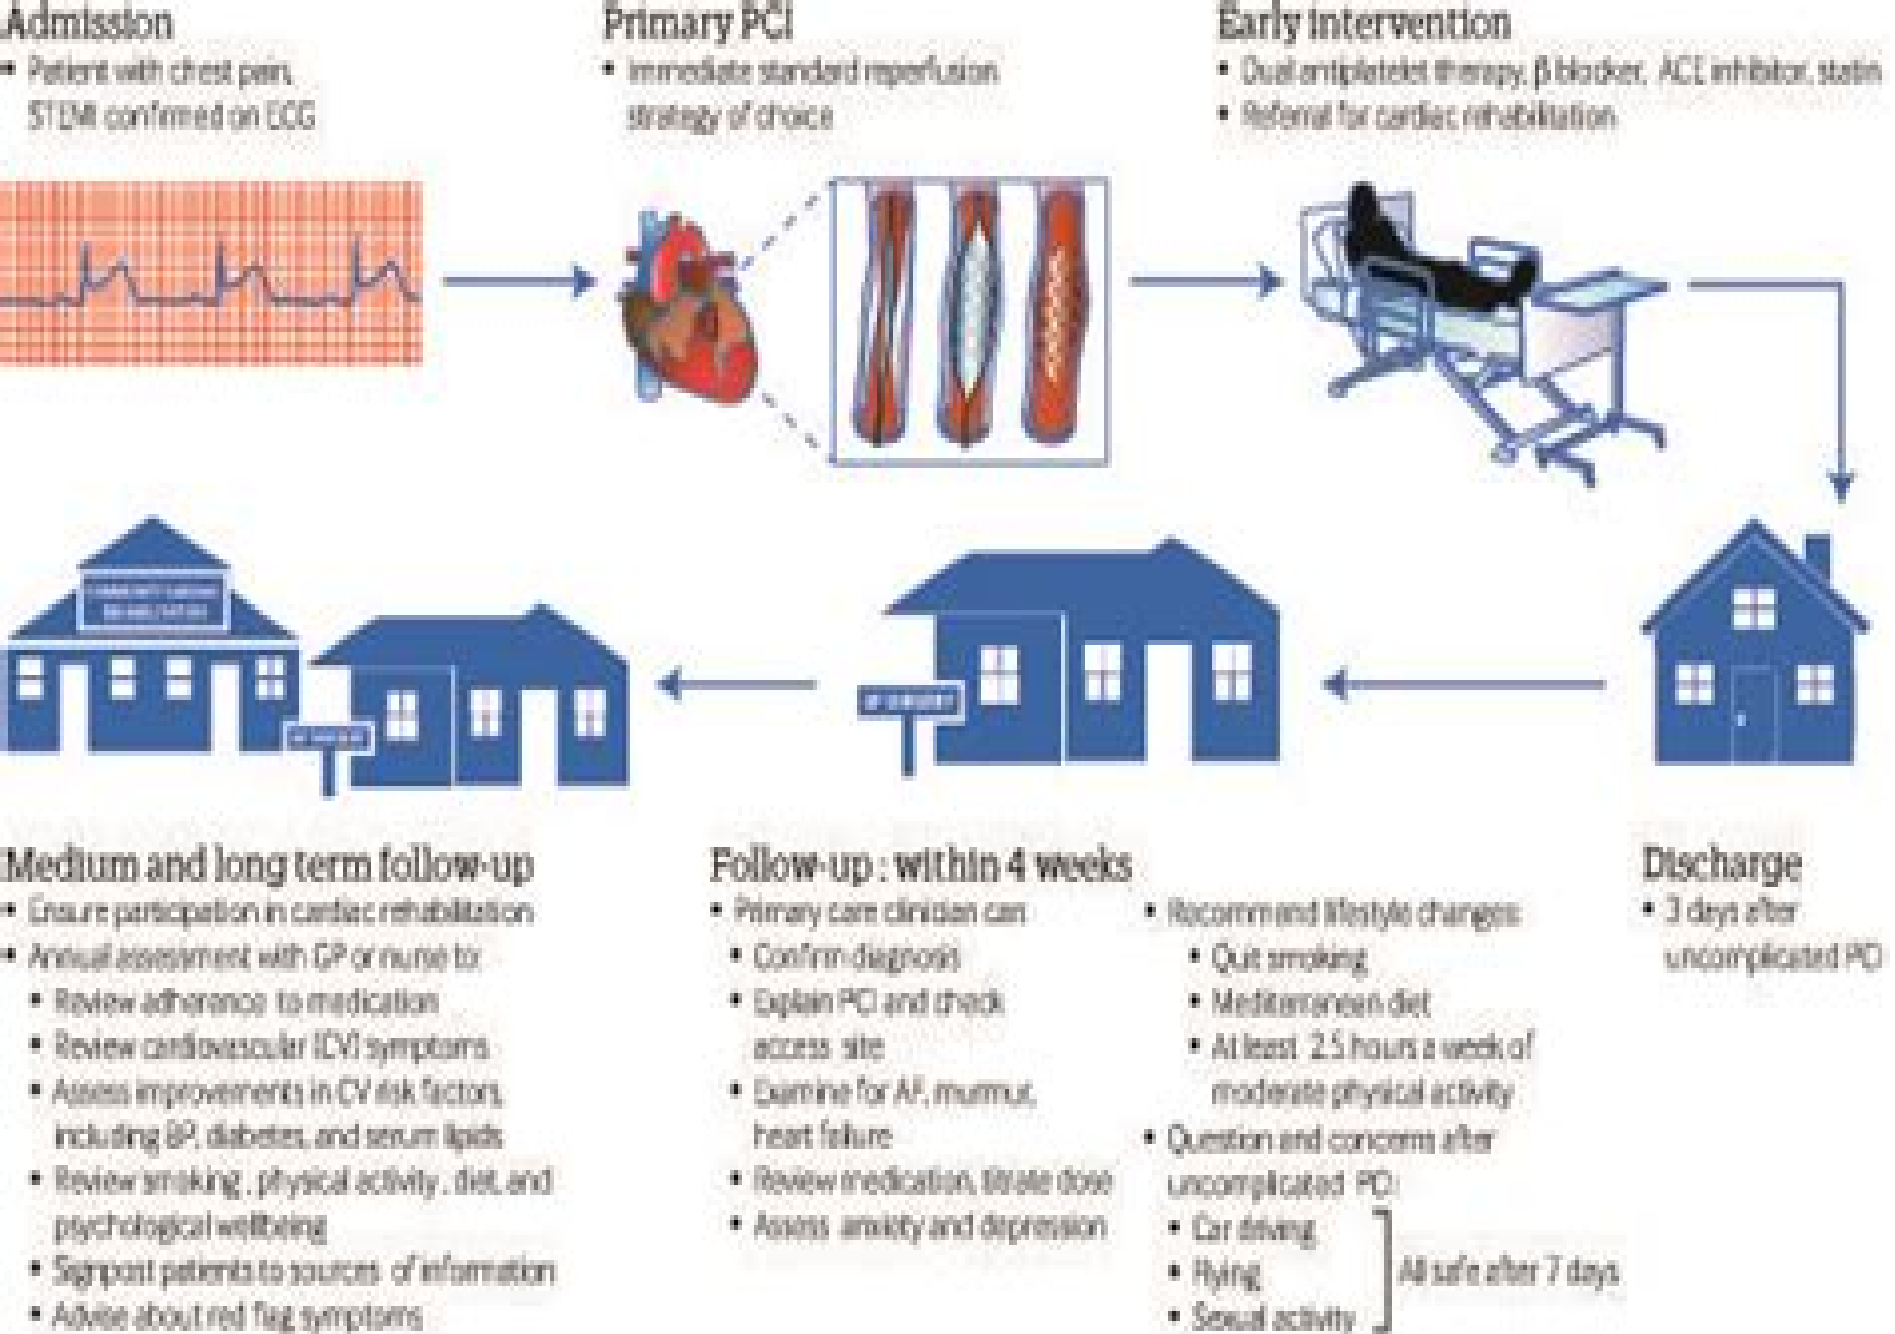 Admission
• Patient with chest pain,
STEMI confirmed on ECG
Primary PCI
• Immediate standard reperfusion
strategy of choice
Early intervention
• Dual antiplatelet therapy, β blocker, ACE inhibitor, statin
• Referral for cardiac rehabilitation
Medium and long term follow-up
• Ensure participation in cardiac rehabilitation
• Annual assessment with GP or nurse to:
• Review adherence to medication
• Review cardiovascular (CV) symptoms
• Assess improvements in CV risk factors,
including BP, diabetes, and serum lipids
• Review smoking, physical activity, diet, and
psychological wellbeing
• Signpost patients to sources of information
• Advise about red flag symptoms
Follow-up : within 4 weeks
• Primary care clinician can
• Confirm diagnosis
• Explain PCI and check
access site
• Examine for AF, murmur,
heart failure
• Review medication, titrate dose
• Assess anxiety and depression
• Recommend lifestyle changes:
• Quit smoking
• Mediterranean diet
• At least 2.5 hours a week of
moderate physical activity
• Question and concerns after
uncomplicated PCI:
• Car driving
• Flying
• Sexual activity
All safe after 7 days
Discharge
• 3 days after
uncomplicated PCI